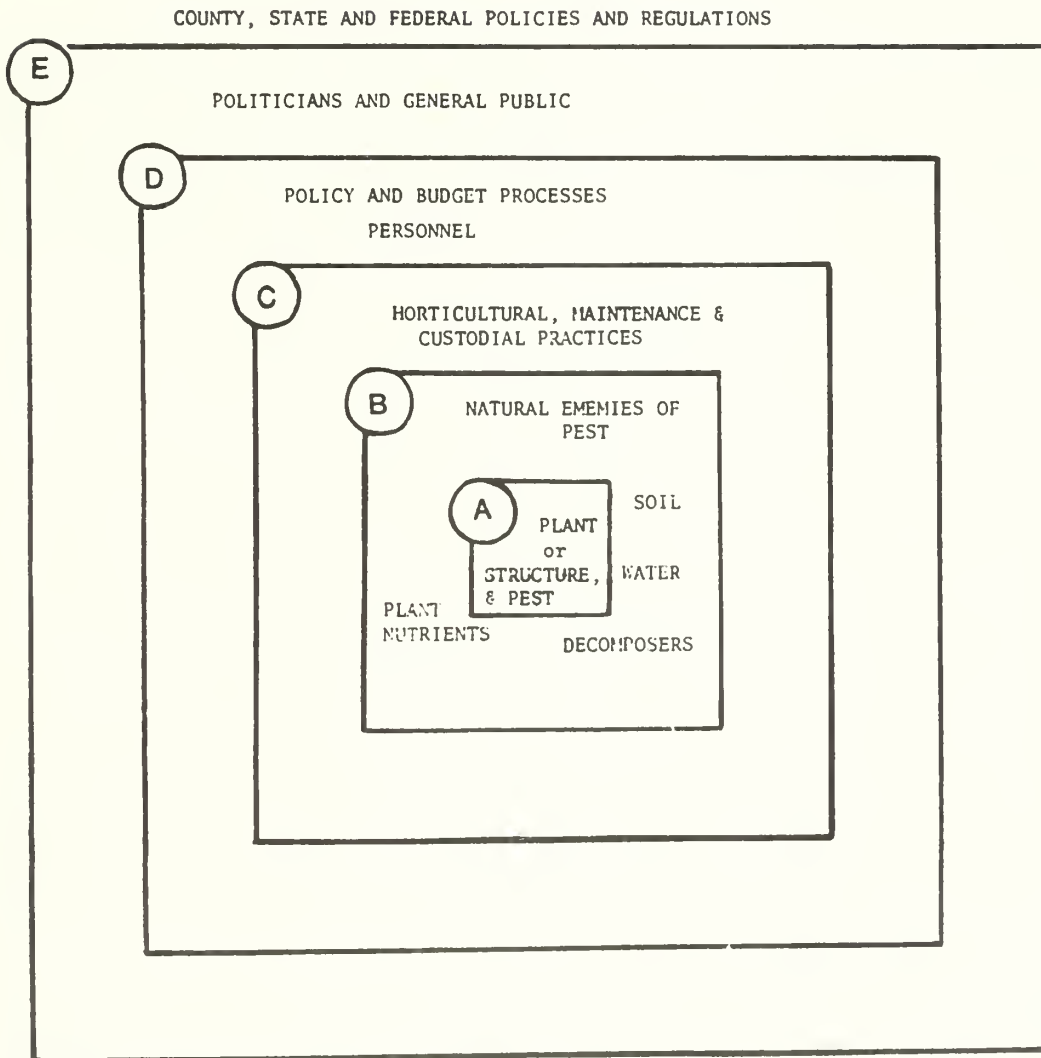 COUNTY, STATE AND FEDERAL POLICIES AND REGULATIONS
E
POLITICIANS AND GENERAL PUBLIC
D
POLICY AND BUDGET PROCESSES
PERSONNEL
C
HORTICULTURAL, MAINTENANCE &
CUSTODIAL PRACTICES
B
NATURAL EMEMIES OF
PEST
A
SOIL
PLANT
or
STRUCTURE,
& PEST
WATER
PLANT
NUTRIENTS
DECOMPOSERS